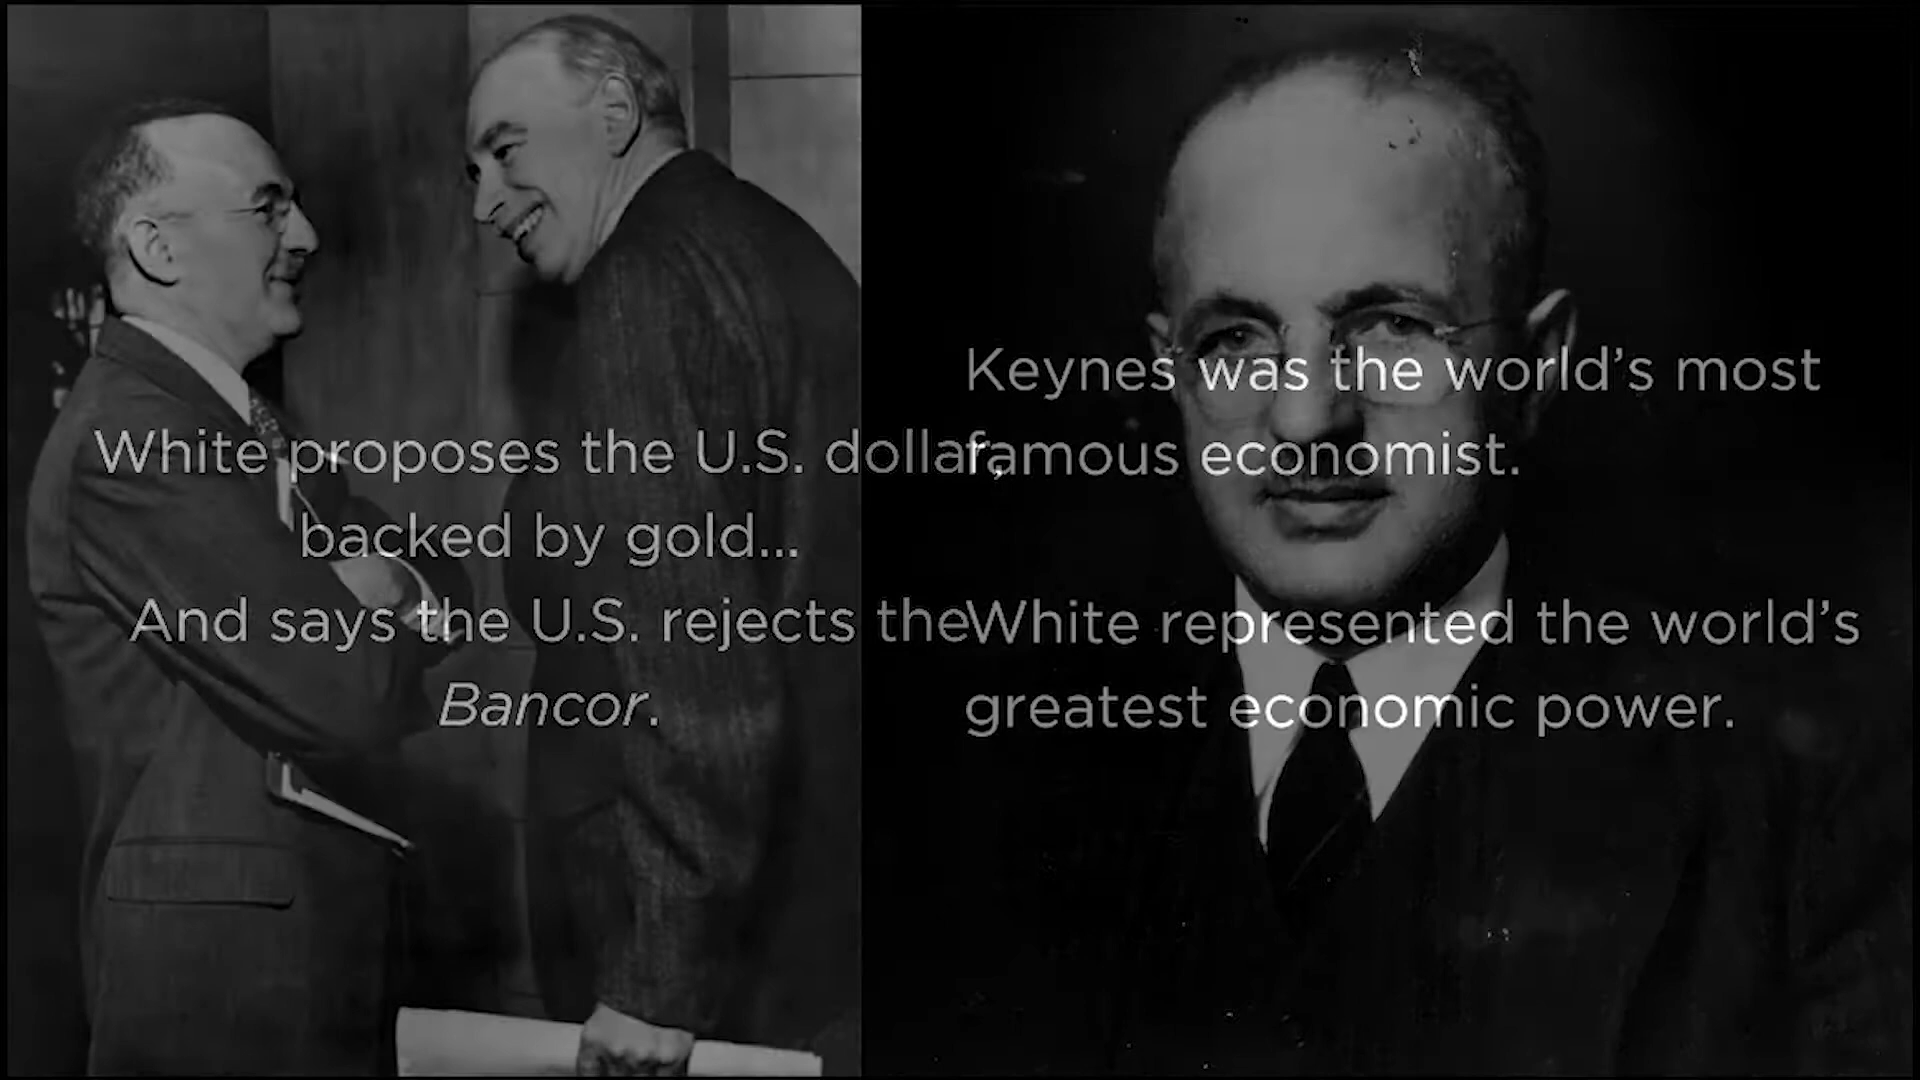 White proposes the U.S. dollar,
backed by gold...
And says the U.S. rejects the
Bancor.
Keynes was the world’s most
famous economist.
White represented the world’s
greatest economic power.